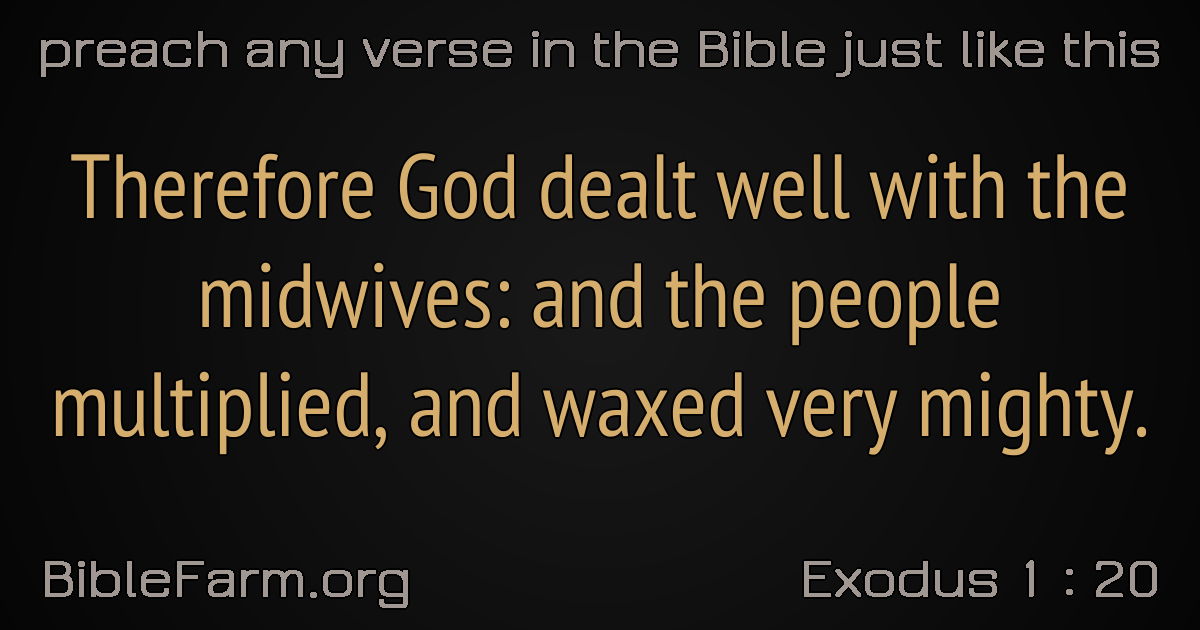 preach any verse in the Bible just like this
Therefore God dealt well with the
midwives: and the people
multiplied, and waxed very mighty.
BibleFarm.org
Exodus 1 : 20